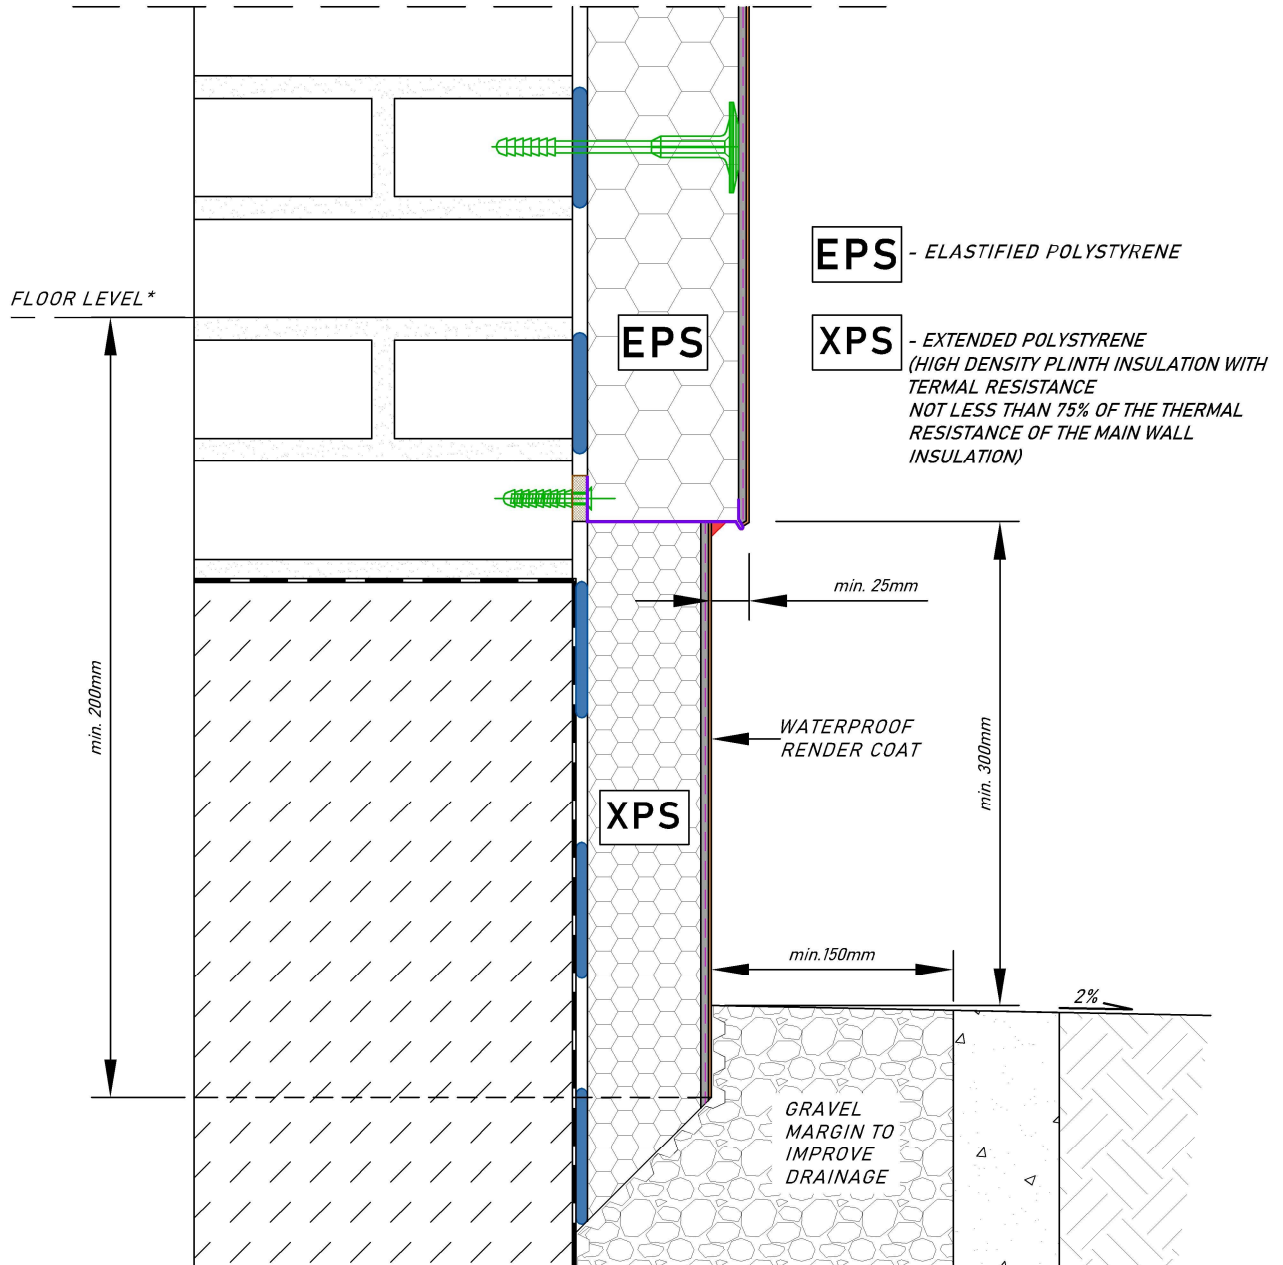 EPS - ELASTIFIED POLYSTYRENE
FLOOR LEVEL*
EPS
XPS - EXTENDED POLYSTYRENE
(HIGH DENSITY PLINTH INSULATION WITH
TERMAL RESISTANCE
NOT LESS THAN 75% OF THE THERMAL
RESISTANCE OF THE MAIN WALL
INSULATION)
min. 25mm
min. 200mm
WATERPROOF
RENDER COAT
min. 300mm
XPS
min.150mm
2%
GRAVEL
MARGIN TO
IMPROVE
DRAINAGE